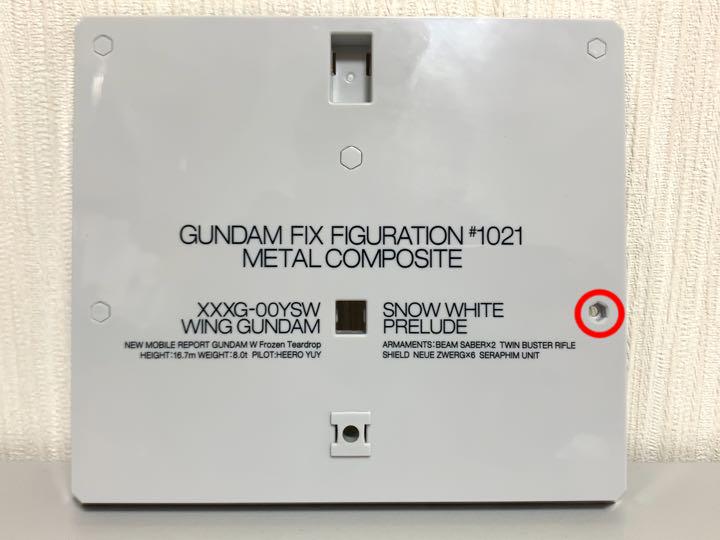 GUNDAM FIX FIGURATION #1021
METAL COMPOSITE
XXXG-00YSW
WING GUNDAM
SNOW WHITE
PRELUDE
NEW MOBILE REPORT GUNDAM W Frozen Teardrop
HEIGHT:16.7m WEIGHT:8.0t PILOT:HEERO YUY
ARMAMENTS:BEAM SABER×2 TWIN BUSTER RIFLE
SHIELD NEUE ZWERG×6 SERAPHIM UNIT